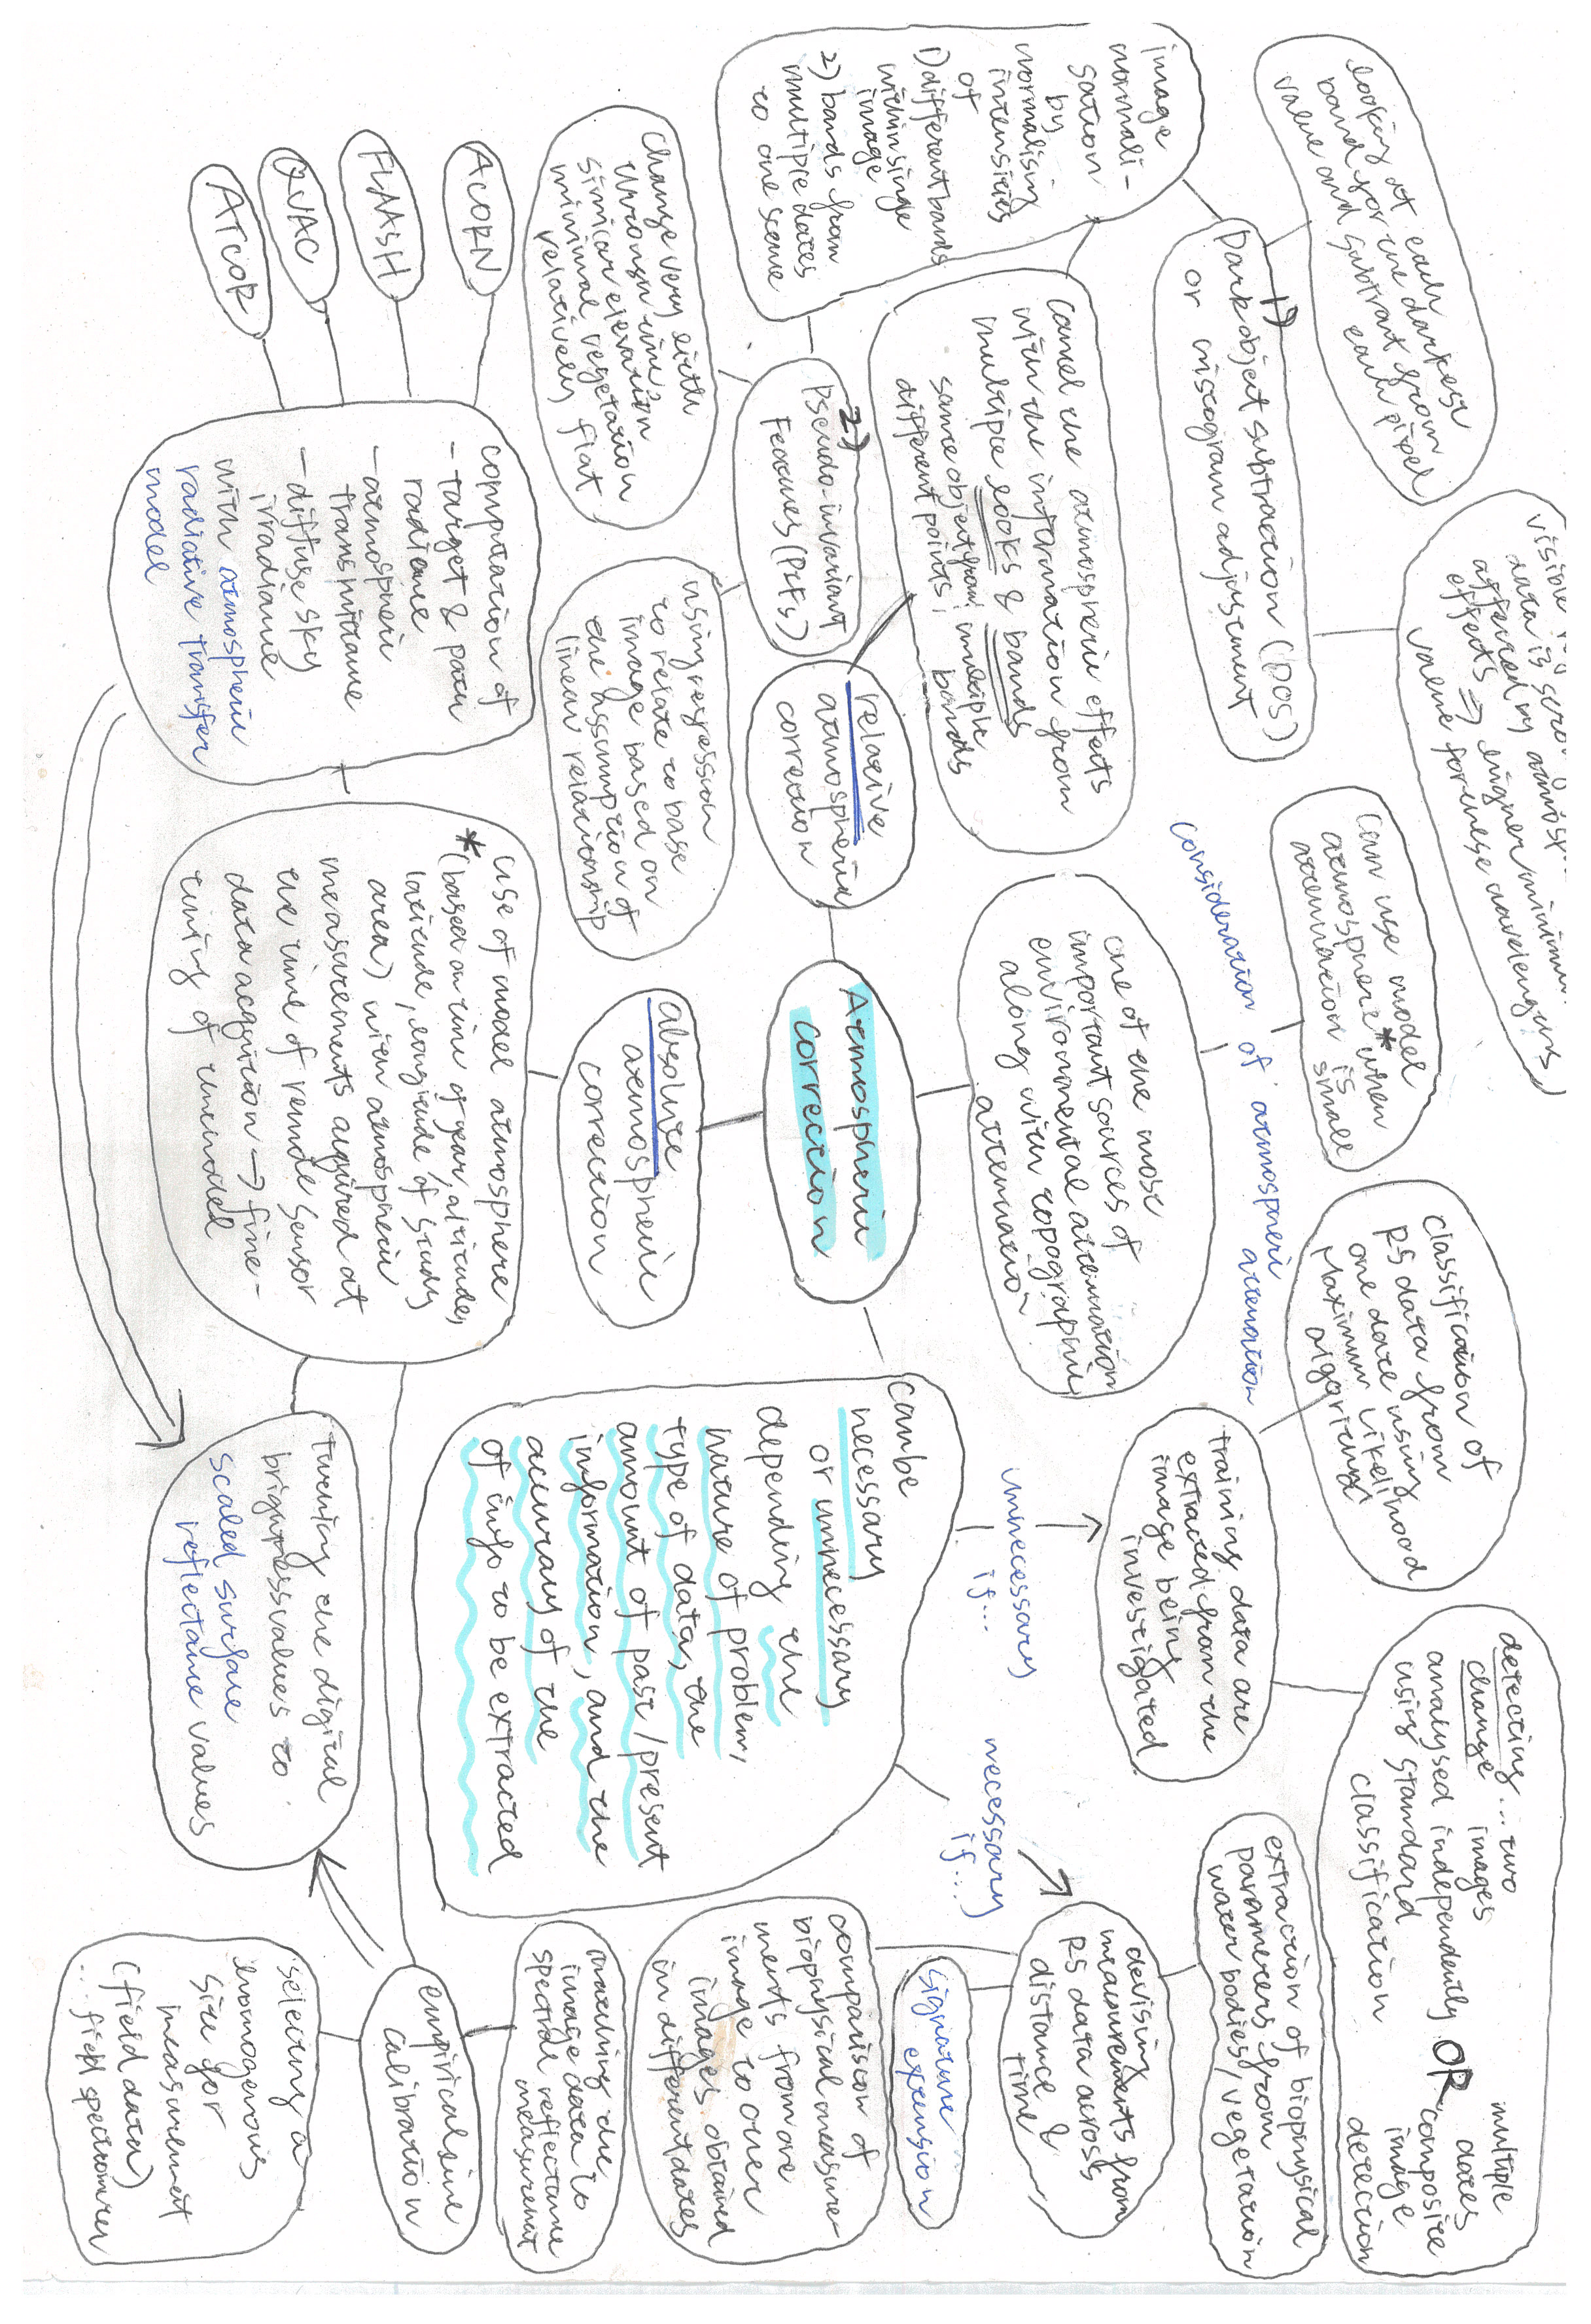 visible
data is
affected by atmosph
effects => higher minimum
value for these wavelengths
looking at each
band for the darkest
value and subtract from
each pixel
1)
Dark object subtraction (DOS)
or histogram adjustment
can use model
atmosphere* when
attenuation is
small
consideration of atmospheri
attenuation
classification of
RS data from
one date using
Maximum Likelihood
algorithm
detecting ... two
change images
analysed independently
using standard
classification
OR
multiple
dates
composite
image
detection
extraction of biophysical
parameters from
water bodies / vegetation
training data are
extracted from the
image being
investigated
devising
measurements from
RS data across
distance &
time
unnecessary
if...
necessary
if...
signature
extension
image
normali-
sation
by
normalising
intensities
of
1) different bands
within single
image
2) bands from
multiple dates
to one scene
cancel the atmospheric effects
with the information from
multiple looks & bands
same object from
different points
multiple
bands
one of the most
important sources of
environmental attenuation
along with topographic
attenuation
2)
Pseudo-invariant
Features (PIFs)
relative
atmospheric
correction
Atmospheric
correction
can be
necessary
or unnecessary
depending the
nature of problem,
type of data, the
amount of past / present
information, and the
accuracy of the
of info to be extracted
comparison of
biophysical measure-
ments from one
image to over
images obtained
in different dates
change very little
through time,
similar elevation
minimal vegetation
relatively flat
using regression
to relate to base
image based on
the assumption of
linear relationship
absolute
atmospheric
correction
matching the
image data to
spectral reflectance
measurement
ACORN
FLAASH
QUAC
ATCOR
computation of
- target & path
radiance
- atmospheri
transmittance
- diffuse sky
irradiance
with atmospheric
radiative transfer
model
use of model atmosphere
* (based on time of year, altitude,
latitude, longitude of study
area) with atmospheric
measurements acquired at
the time of remote sensor
data acquition → fine-
tuning of the model
empirical line
calibration
turning the digital
brightness values to
scaled surface
reflectance values
selecting a
homogenous
site for
measurement
(field data)
... field spectrometer